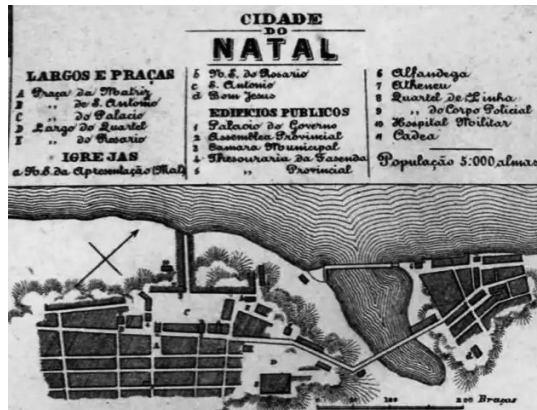 CIDADE
DO
NATAL
LARGOS E PRAÇAS
A Praça da Matriz
B ,, de S. Antonio
C ,, do Palacio
D Largo do Quartel
E ,, do Rosario
IGREJAS
a N.S. da Apresentação (Mat.)
b N.S. do Rosario
c S. Antonio
d Bom Jesus
EDIFICIOS PUBLICOS
1 Palacio do Governo
2 Assemblea Provincial
3 Camara Municipal
4 Thesouraria da Fazenda
5 ,, Provincial
6 Alfandega
7 Atheneu
8 Quartel de Linha
9 ,, do Corpo Policial
10 Hospital Militar
11 Cadea
População 5:000 almas
C
A
D
100
200 Braças